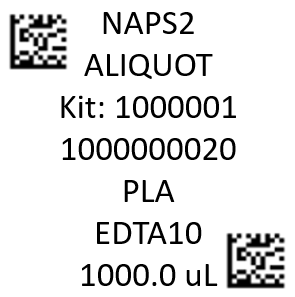 NAPS2
ALIQUOT
Kit: 1000001
1000000020
PLA
EDTA10
1000.0 uL